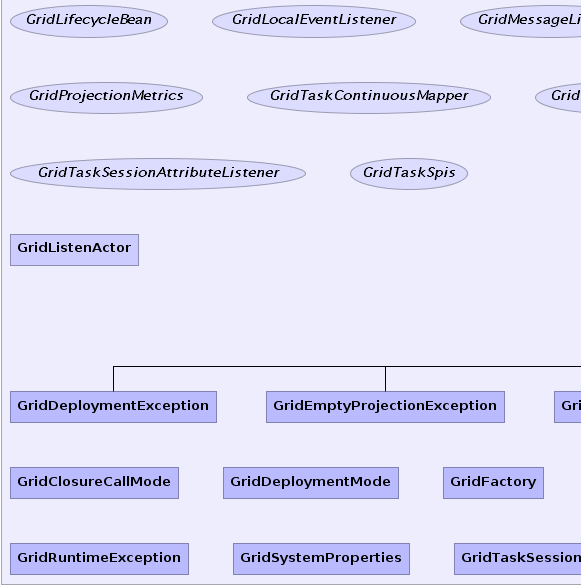 GridLifecycleBean GridLocalEventListener GridMessageLi
GridProjectionMetrics GridTaskContinuousMapper Grid
GridTaskSessionAttributeListener GridTaskSpis
GridListenActor
GridDeploymentException GridEmptyProjectionException Gri
GridClosureCallMode GridDeploymentMode GridFactory
GridRuntimeException GridSystemProperties GridTaskSession